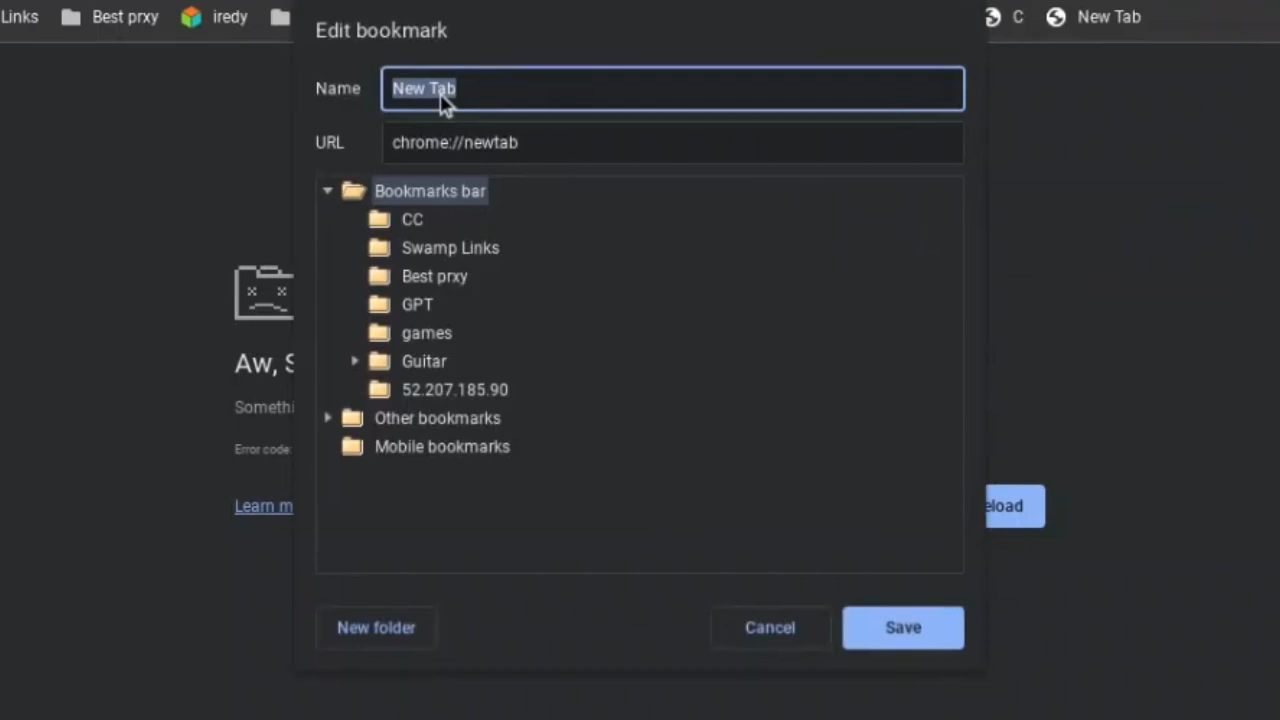 Links Best prxy iredy C New Tab
Edit bookmark
Name New Tab
URL chrome://newtab
Bookmarks bar
CC
Swamp Links
Best prxy
GPT
games
Guitar
52.207.185.90
Other bookmarks
Mobile bookmarks
Aw, S
Somethi
Error code:
Learn m
eload
New folder Cancel Save